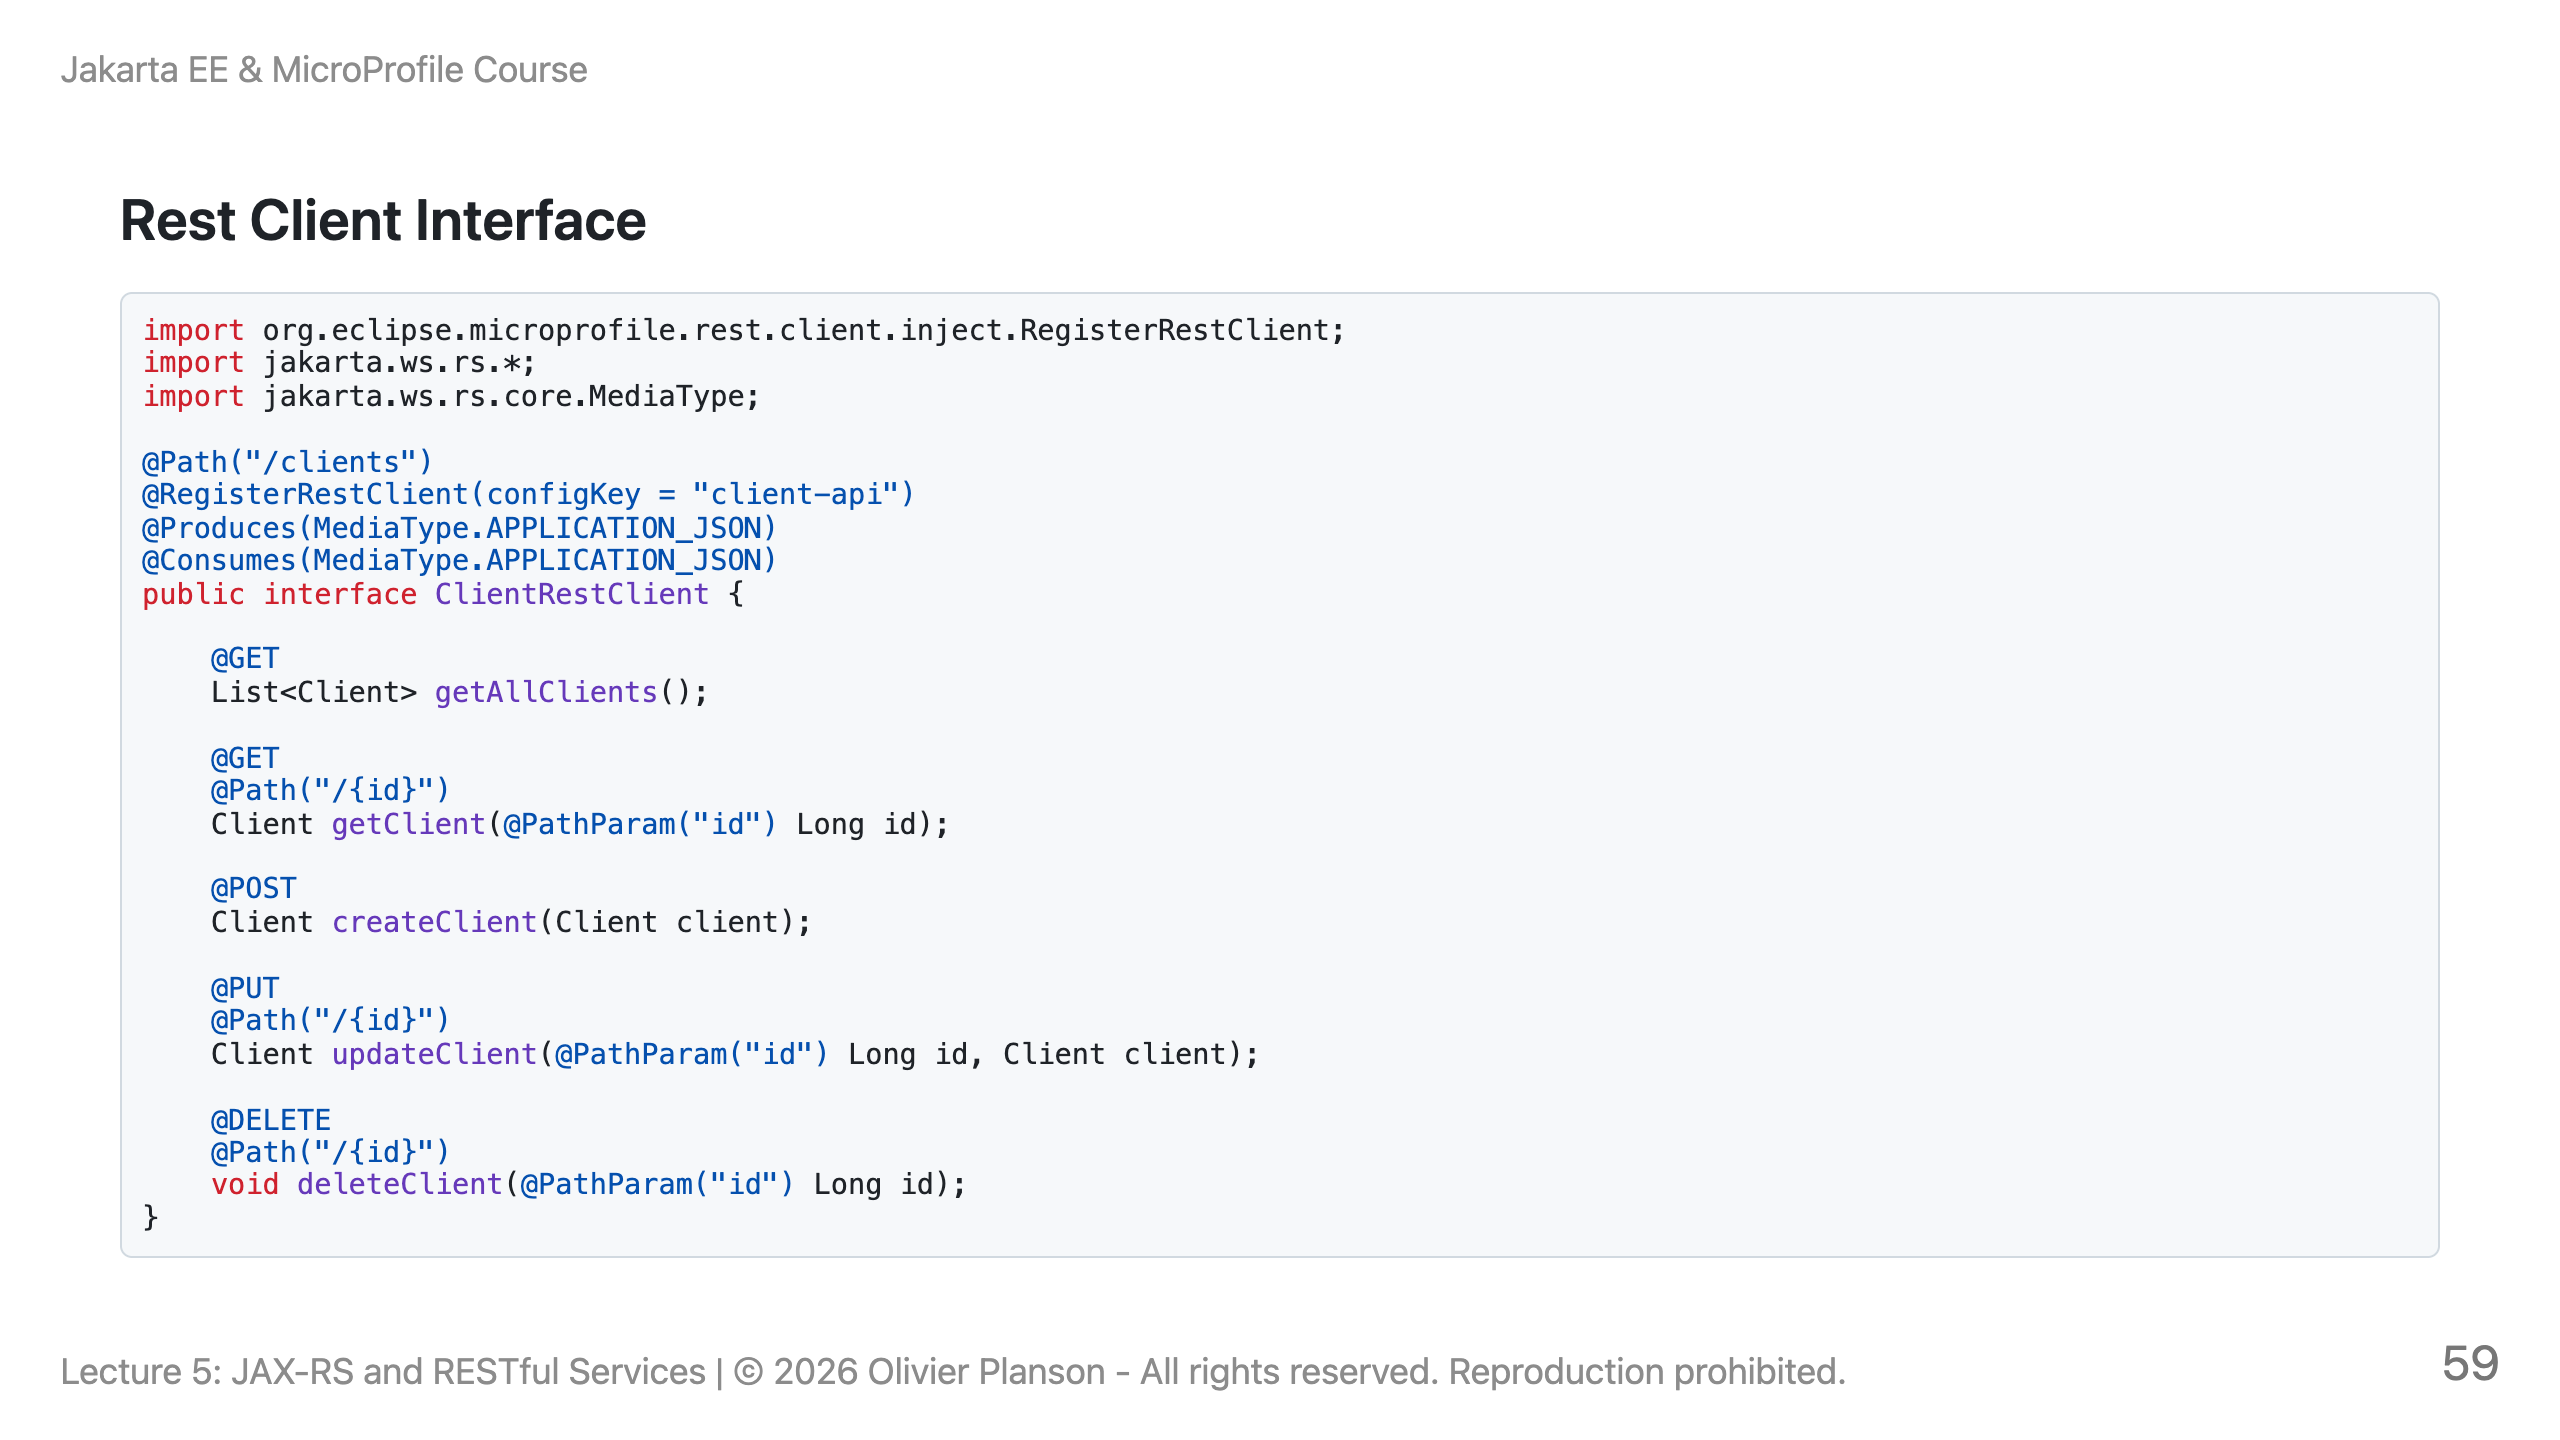 Jakarta EE & MicroProfile Course
Rest Client Interface
import org.eclipse.microprofile.rest.client.inject.RegisterRestClient;
import jakarta.ws.rs.*;
import jakarta.ws.rs.core.MediaType;

@Path("/clients")
@RegisterRestClient(configKey = "client-api")
@Produces(MediaType.APPLICATION_JSON)
@Consumes(MediaType.APPLICATION_JSON)
public interface ClientRestClient {

    @GET
    List<Client> getAllClients();

    @GET
    @Path("/{id}")
    Client getClient(@PathParam("id") Long id);

    @POST
    Client createClient(Client client);

    @PUT
    @Path("/{id}")
    Client updateClient(@PathParam("id") Long id, Client client);

    @DELETE
    @Path("/{id}")
    void deleteClient(@PathParam("id") Long id);
}
Lecture 5: JAX-RS and RESTful Services | © 2026 Olivier Planson - All rights reserved. Reproduction prohibited.
59